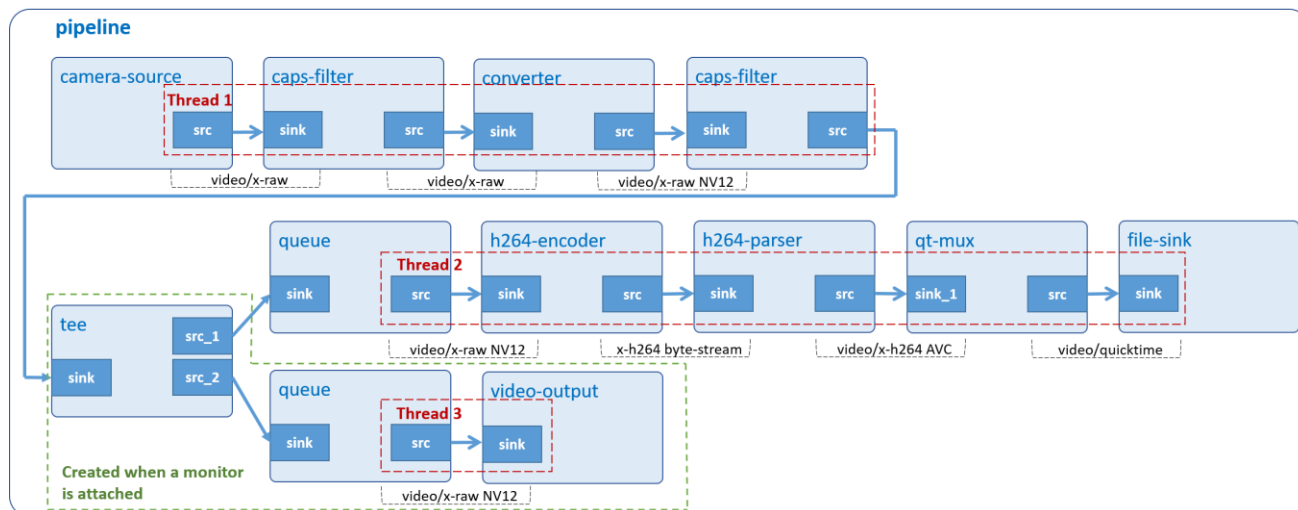 pipeline
camera-source
caps-filter
converter
caps-filter
Thread 1
src
sink
src
sink
src
sink
src
video/x-raw
video/x-raw
video/x-raw NV12
queue
h264-encoder
h264-parser
qt-mux
file-sink
Thread 2
sink
src
sink
src
sink
src
sink_1
src
sink
video/x-raw NV12
x-h264 byte-stream
video/x-h264 AVC
video/quicktime
tee
src_1
sink
src_2
queue
video-output
Thread 3
sink
src
sink
video/x-raw NV12
Created when a monitor
is attached